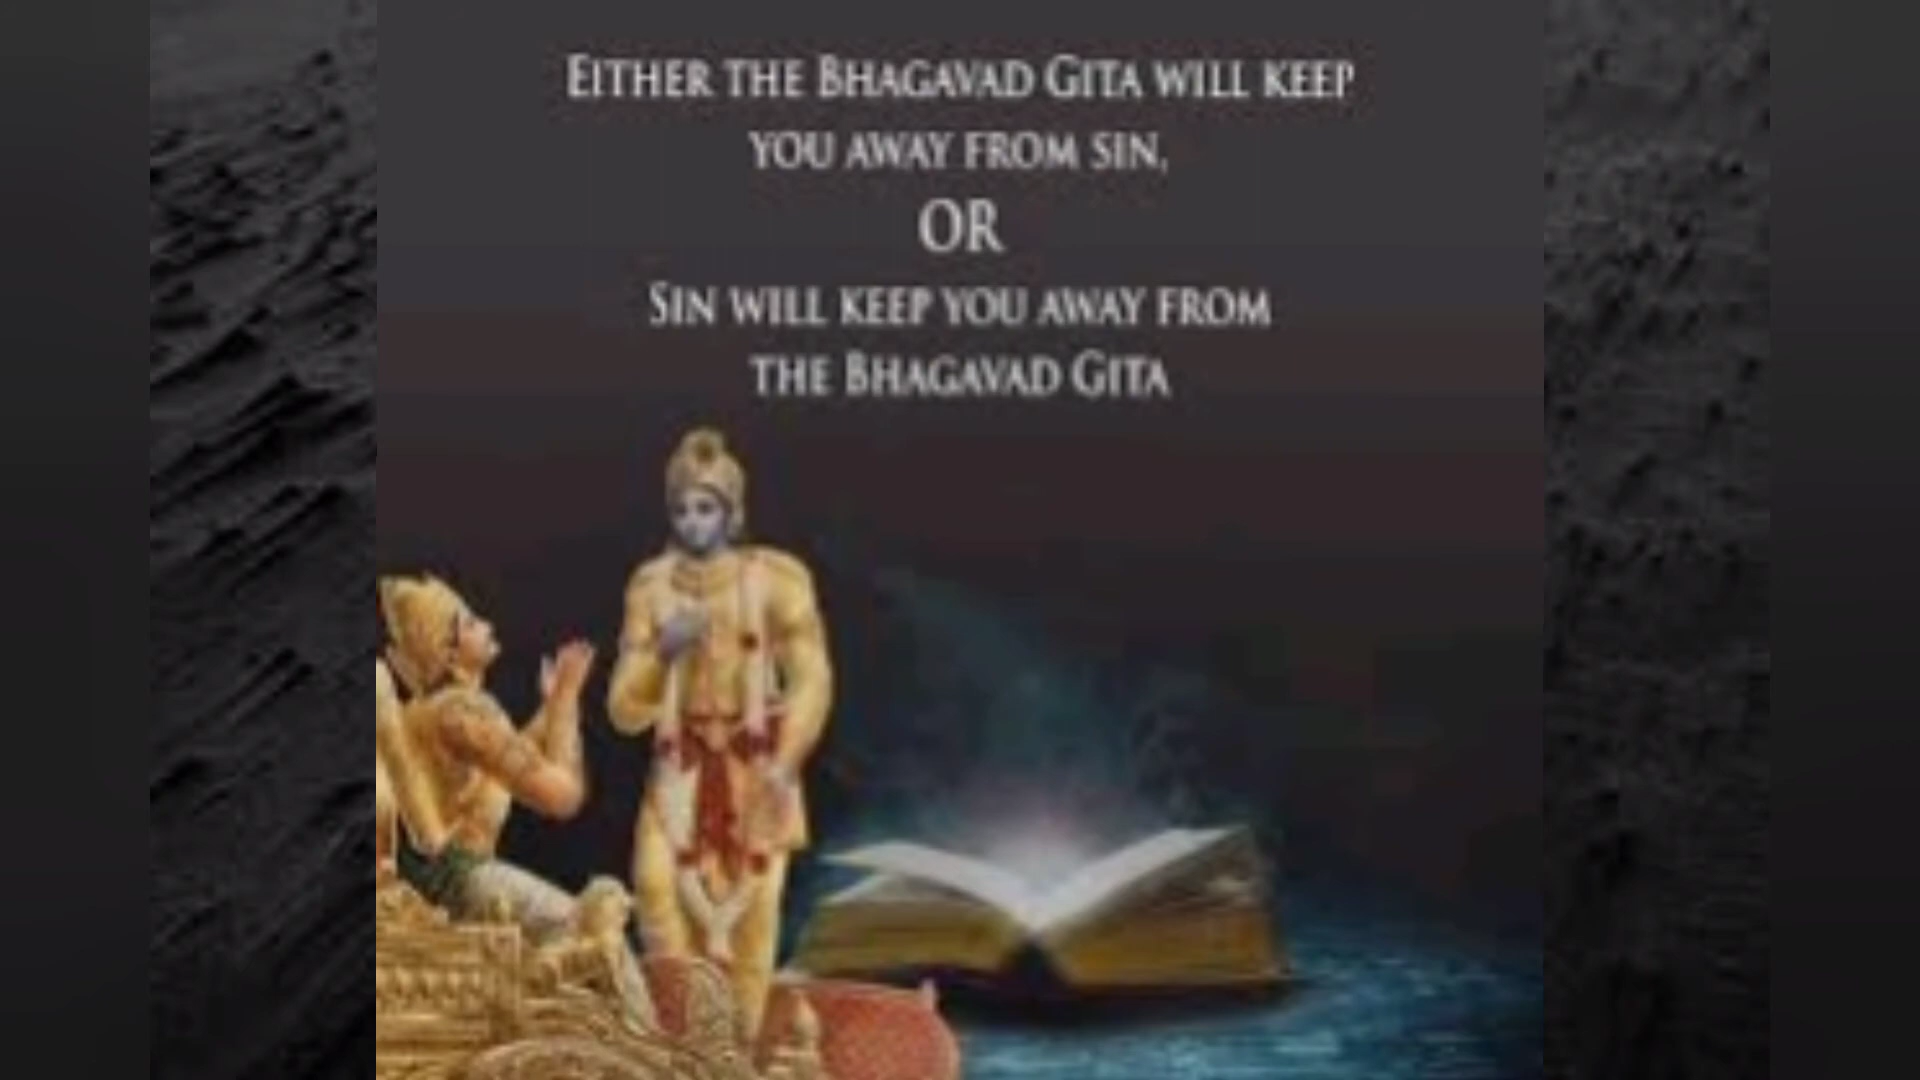 EITHER THE BHAGAVAD GITA WILL KEEP
YOU AWAY FROM SIN,
OR
SIN WILL KEEP YOU AWAY FROM
THE BHAGAVAD GITA